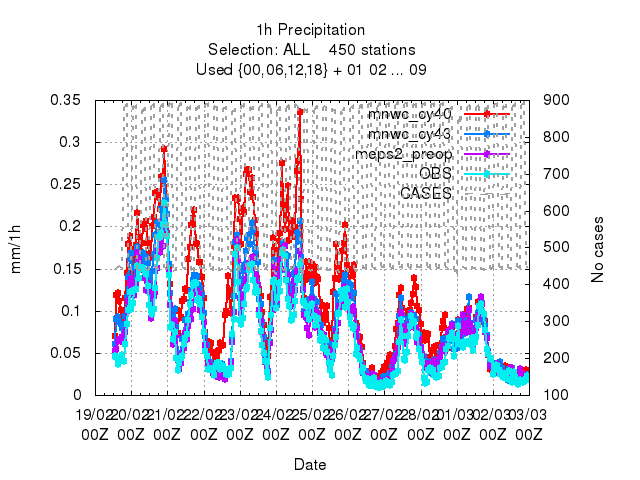 1h Precipitation
Selection: ALL    450 stations
Used {00,06,12,18} + 01 02 ... 09
0.35
0.3
0.25
0.2
0.15
0.1
0.05
0
mm/1h
900
800
700
600
500
400
300
200
100
No cases
mnwc_cy40
mnwc_cy43
meps2_preop
OBS
CASES
19/02 20/02 21/02 22/02 23/02 24/02 25/02 26/02 27/02 28/02 01/03 02/03 03/03
00Z 00Z 00Z 00Z 00Z 00Z 00Z 00Z 00Z 00Z 00Z 00Z 00Z
Date